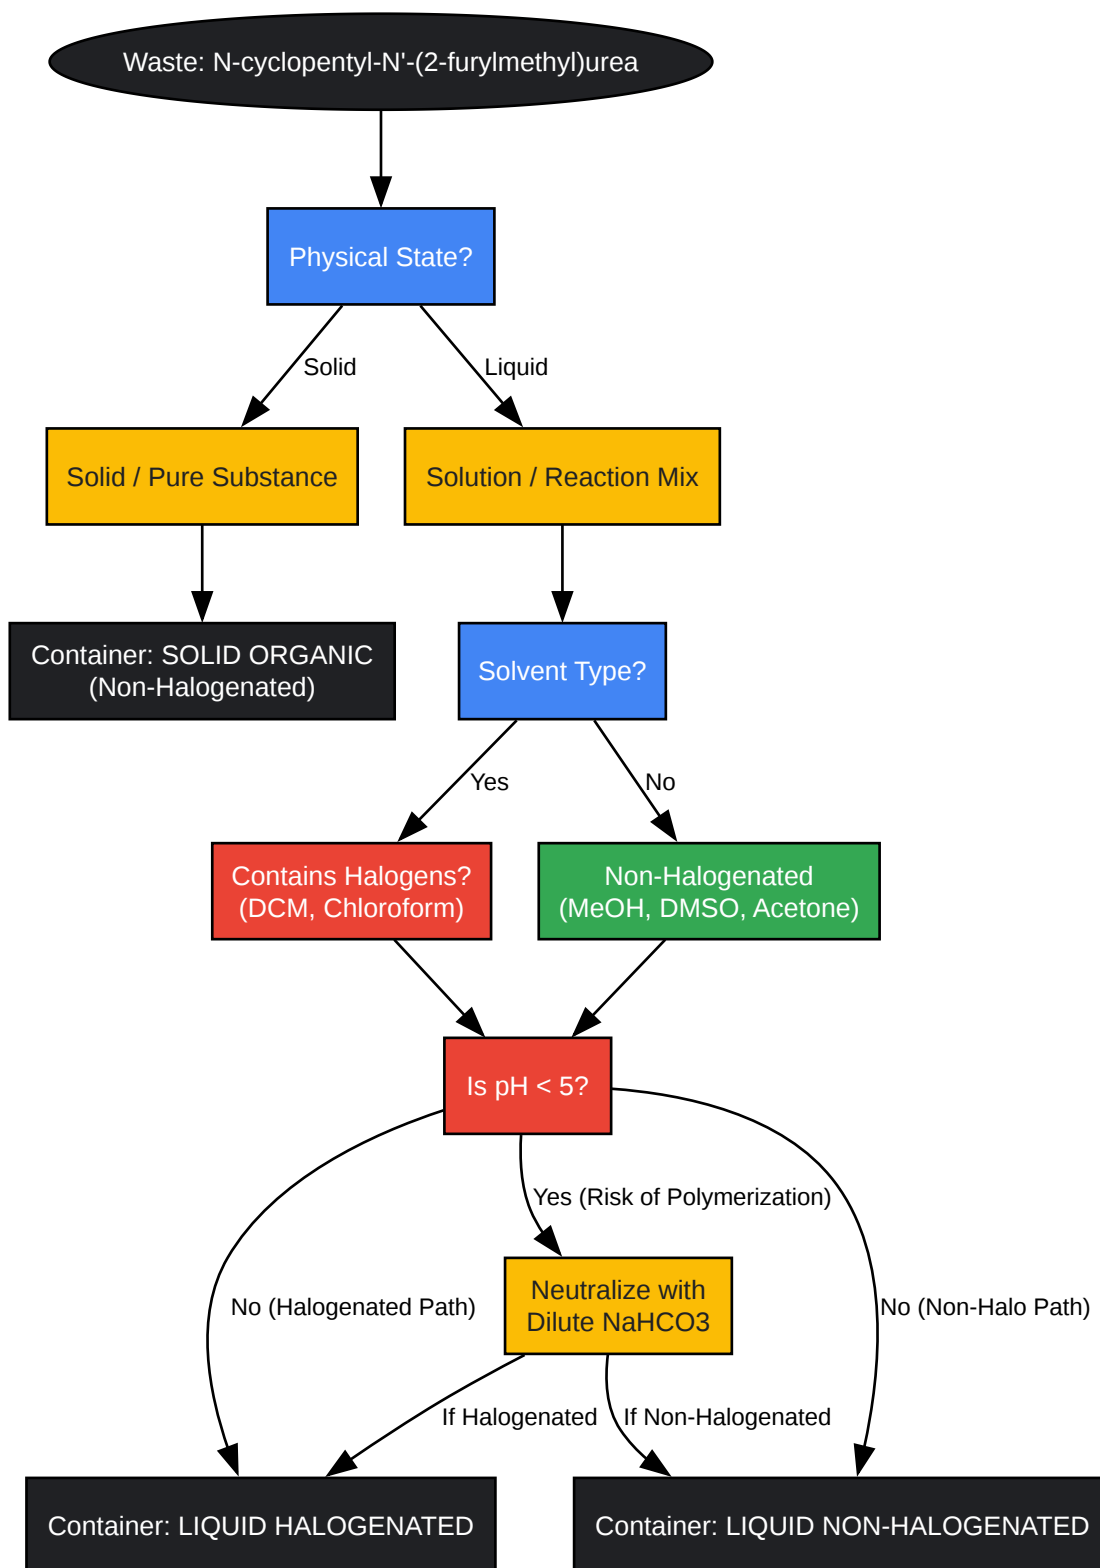 Waste: N-cyclopentyl-N'-(2-furylmethyl)urea
Physical State?
Solid
Liquid
Solid / Pure Substance
Solution / Reaction Mix
Container: SOLID ORGANIC
(Non-Halogenated)
Solvent Type?
Yes
No
Contains Halogens?
(DCM, Chloroform)
Non-Halogenated
(MeOH, DMSO, Acetone)
Is pH < 5?
Yes (Risk of Polymerization)
Neutralize with
Dilute NaHCO3
No (Halogenated Path)
No (Non-Halo Path)
If Halogenated
If Non-Halogenated
Container: LIQUID HALOGENATED
Container: LIQUID NON-HALOGENATED